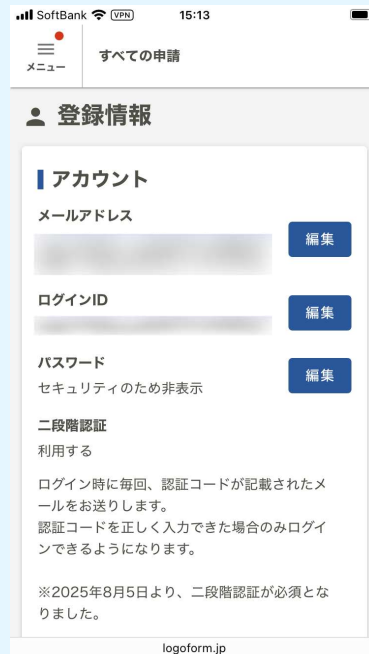 SoftBank VPN 15:13
メニュー
すべての申請
登録情報
アカウント
メールアドレス
編集
ログインID
編集
パスワード
セキュリティのため非表示
編集
二段階認証
利用する
ログイン時に毎回、認証コードが記載されたメ
ールをお送りします。
認証コードを正しく入力できた場合のみログイ
ンできるようになります。
※2025年8月5日より、二段階認証が必須とな
りました。
logoform.jp